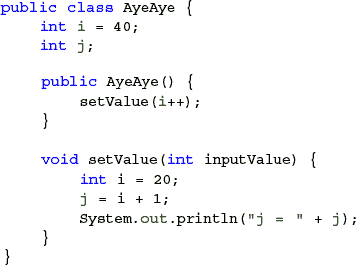 public class AyeAye {
    int i = 40;
    int j;

    public AyeAye() {
        setValue(i++);
    }

    void setValue(int inputValue) {
        int i = 20;
        j = i + 1;
        System.out.println("j = " + j);
    }
}